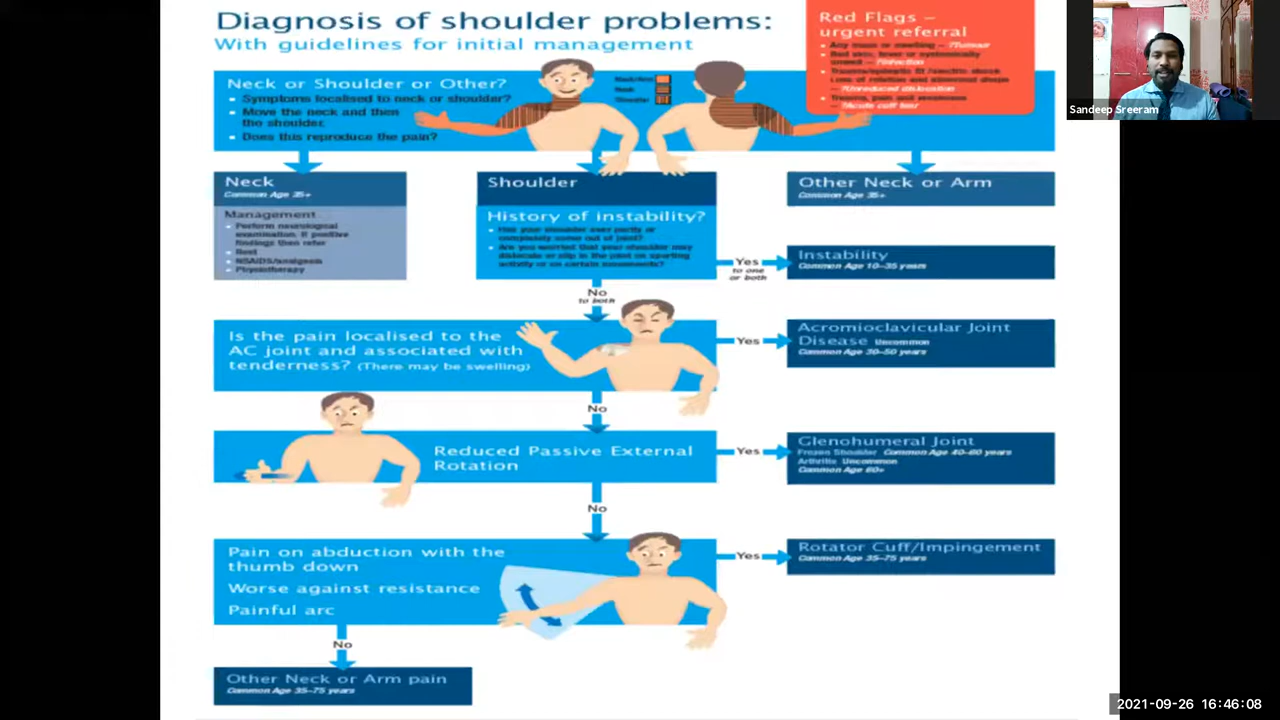 Diagnosis of shoulder problems:
With guidelines for initial management
Red Flags –
urgent referral
Any mass or swelling – ?Tumour
Red skin, fever or systemically
unwell – ?Infection
Trauma/epileptic fit/electric shock
Loss of rotation and abnormal shape
– ?Unreduced dislocation
Trauma, pain and weakness
– ?Acute cuff tear
Sandeep Sreeram
Neck or Shoulder or Other?
Symptoms localised to neck or shoulder?
Move the neck and then
the shoulder.
Does this reproduce the pain?
Neck
Shoulder
Neck
Common Age 35+
Management
Perform neurological
examination. If positive
findings then refer
Rest
NSAIDS/analgesia
Physiotherapy
Shoulder
History of instability?
Has your shoulder ever partly or
completely come out of joint?
Are you worried that your shoulder may
dislocate or slip in the joint on sporting
activity or on certain movements?
Other Neck or Arm
Common Age 35+
Yes
to one
or both
Instability
Common Age 10–35 years
No
to both
Is the pain localised to the
AC joint and associated with
tenderness? (There may be swelling)
Yes
Acromioclavicular Joint
Disease Uncommon
Common Age 30–50 years
No
Reduced Passive External
Rotation
Yes
Glenohumeral Joint
Frozen Shoulder Common Age 40–60 years
Arthritis Uncommon
Common Age 60+
No
Pain on abduction with the
thumb down
Worse against resistance
Painful arc
Yes
Rotator Cuff/Impingement
Common Age 35–75 years
No
Other Neck or Arm pain
Common Age 35–75 years
2021-09-26 16:46:08